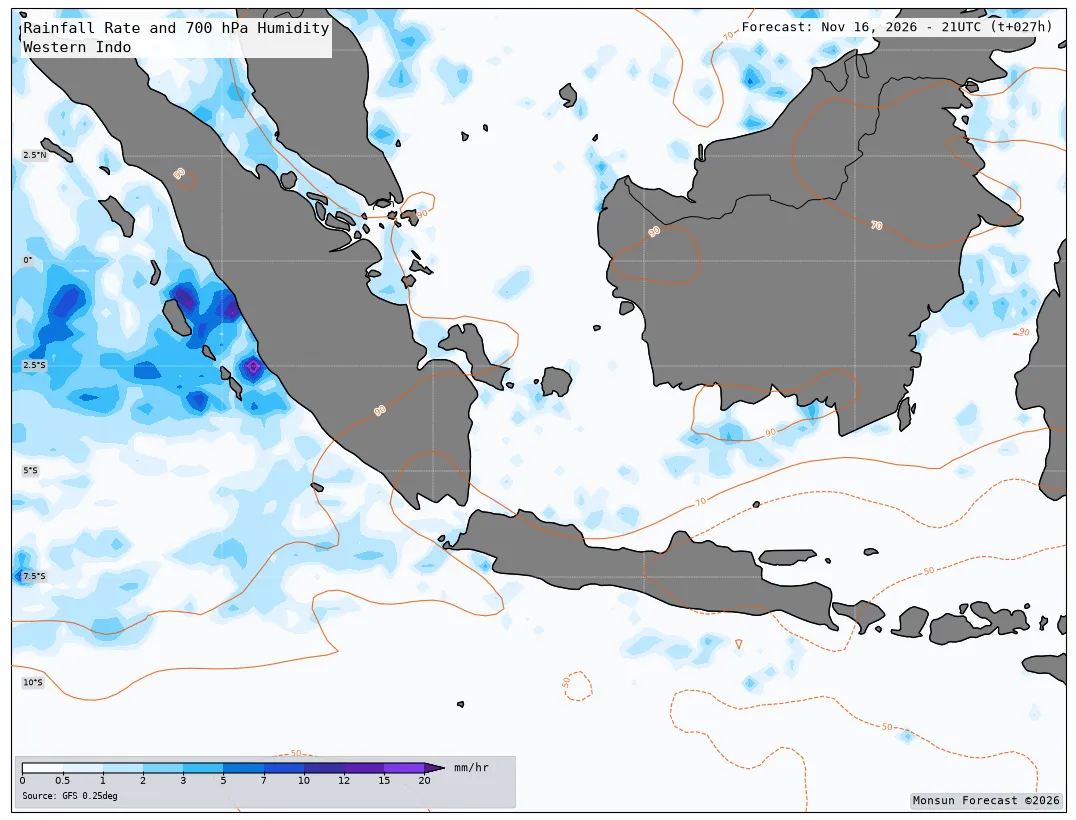 Rainfall Rate and 700 hPa Humidity
Western Indo
Forecast: Nov 16, 2026 - 21UTC (t+027h)
70
2.5°N
90
90
70
90
0°
90
2.5°S
90
90
5°S
70
50
7.5°S
10°S
50
50
50
0 0.5 1 2 3 5 7 10 12 15 20 mm/hr
Source: GFS 0.25deg
Monsun Forecast ©2026